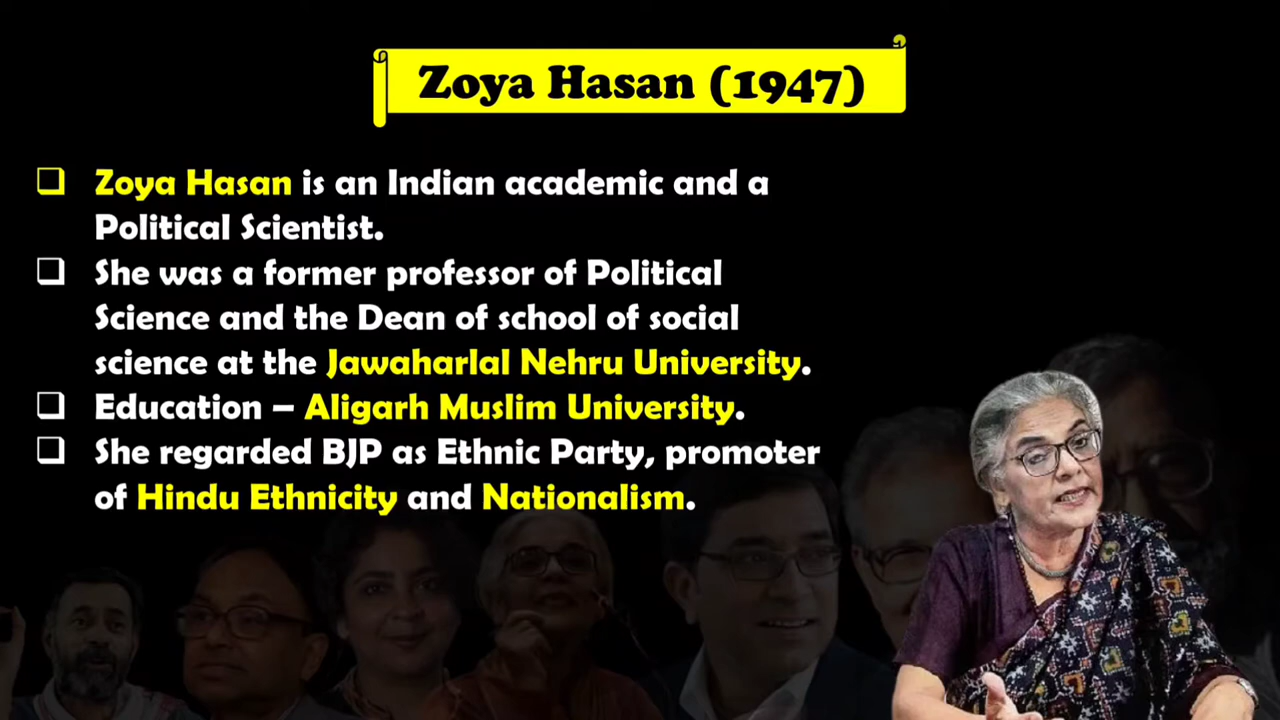 Zoya Hasan (1947)
Zoya Hasan is an Indian academic and a
Political Scientist.
She was a former professor of Political
Science and the Dean of school of social
science at the Jawaharlal Nehru University.
Education – Aligarh Muslim University.
She regarded BJP as Ethnic Party, promoter
of Hindu Ethnicity and Nationalism.